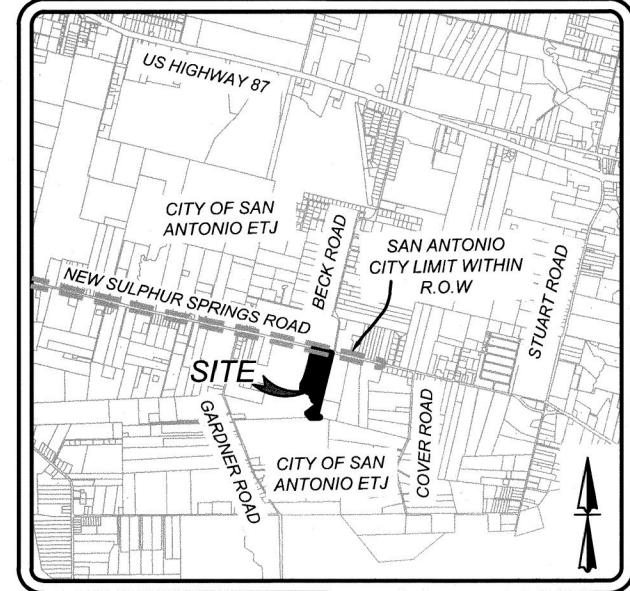 US HIGHWAY 87
CITY OF SAN
ANTONIO ETJ
BECK ROAD
SAN ANTONIO
CITY LIMIT WITHIN
R.O.W
STUART ROAD
NEW SULPHUR SPRINGS ROAD
SITE
GARDNER ROAD
COVER ROAD
CITY OF SAN
ANTONIO ETJ